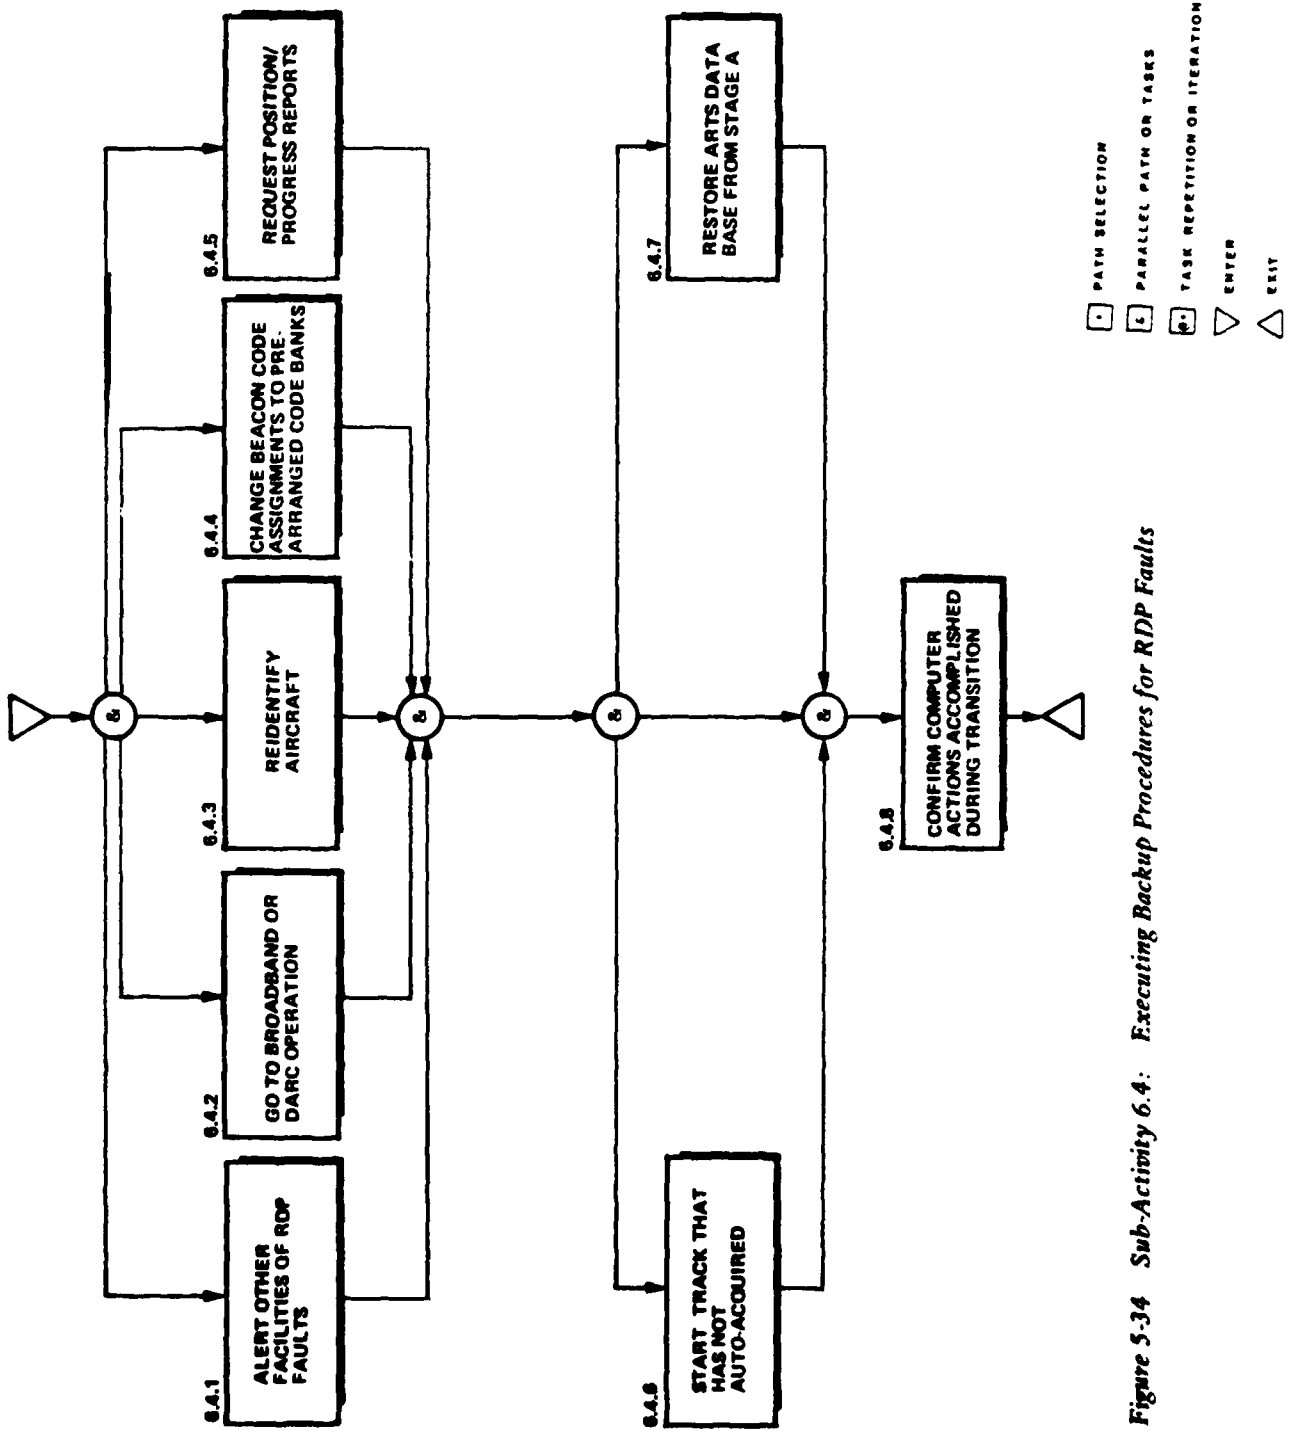 &
6.4.1
ALERT OTHER
FACILITIES OF RDP
FAULTS
6.4.2
GO TO BROADBAND OR
DARC OPERATION
6.4.3
REIDENTIFY
AIRCRAFT
6.4.4
CHANGE BEACON CODE
ASSIGNMENTS TO PRE-
ARRANGED CODE BANKS
6.4.5
REQUEST POSITION/
PROGRESS REPORTS
&
&
6.4.6
START TRACK THAT
HAS NOT
AUTO-ACQUIRED
6.4.7
RESTORE ARTS DATA
BASE FROM STAGE A
&
6.4.8
CONFIRM COMPUTER
ACTIONS ACCOMPLISHED
DURING TRANSITION
PATH SELECTION
& PARALLEL PATH OR TASKS
TASK REPETITION OR ITERATION
ENTER
EXIT
Figure 5-34 Sub-Activity 6.4: Executing Backup Procedures for RDP Faults